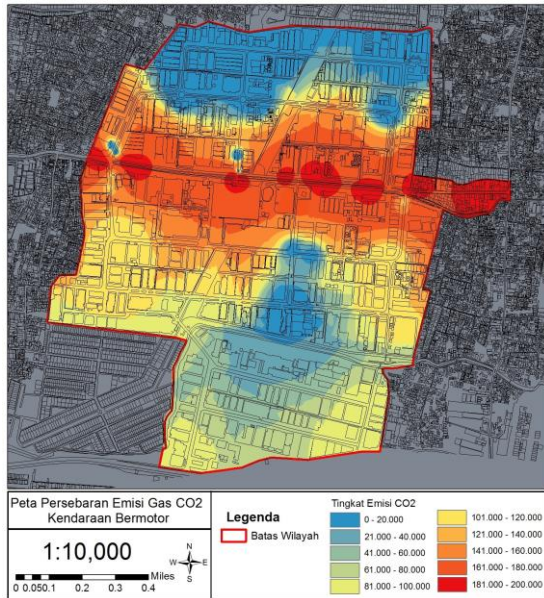 Peta Persebaran Emisi Gas CO2
Kendaraan Bermotor
1:10,000
N
W E
S
Miles
0 0.05 0.1 0.2 0.3 0.4
Legenda
Batas Wilayah
Tingkat Emisi CO2
0 - 20.000
21.000 - 40.000
41.000 - 60.000
61.000 - 80.000
81.000 - 100.000
101.000 - 120.000
121.000 - 140.000
141.000 - 160.000
161.000 - 180.000
181.000 - 200.000